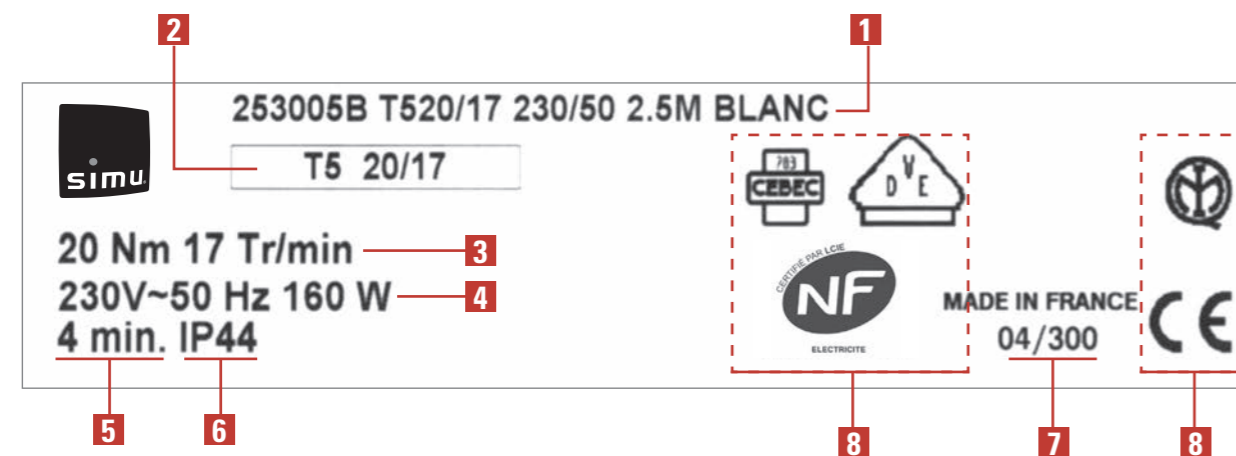 2
1
253005B T520/17 230/50 2.5M BLANC
simu
T5 20/17
783
CEBEC
D V E
20 Nm 17 Tr/min
3
230V~50 Hz 160 W
4
4 min. IP44
CERTIFIÉ PAR LCIE
NF
ELECTRICITE
MADE IN FRANCE
04/300
CE
5
6
8
7
8